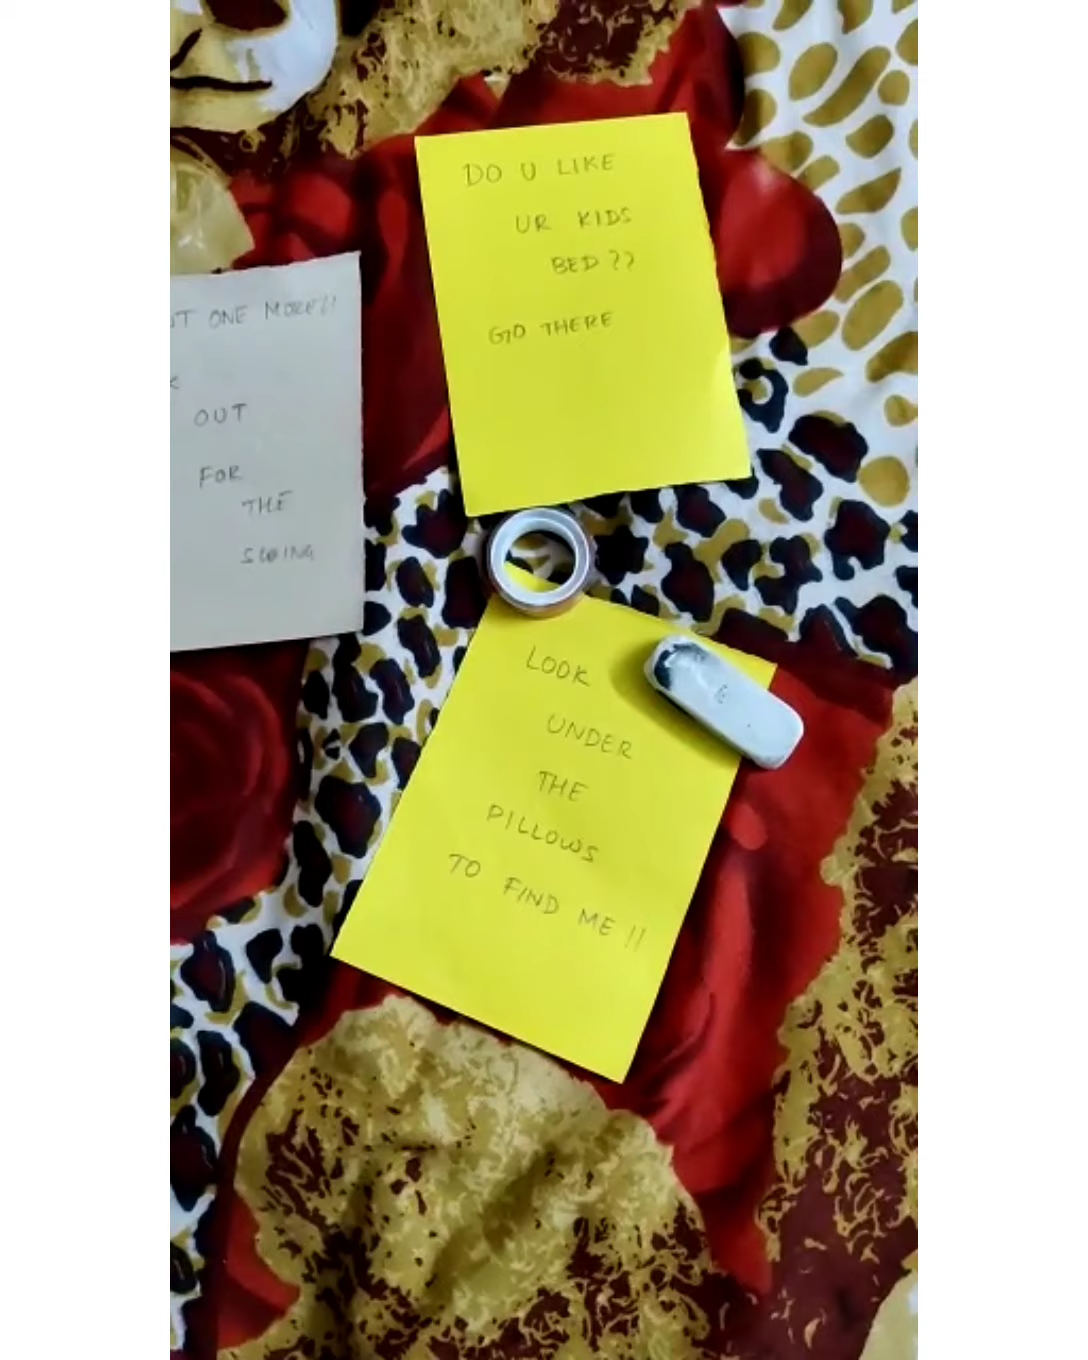 DO U LIKE
UR KIDS
BED ??
GO THERE
ONE MORE!!
OUT
FOR
THE
SWING
LOOK
UNDER
THE
PILLOWS
TO FIND ME !!